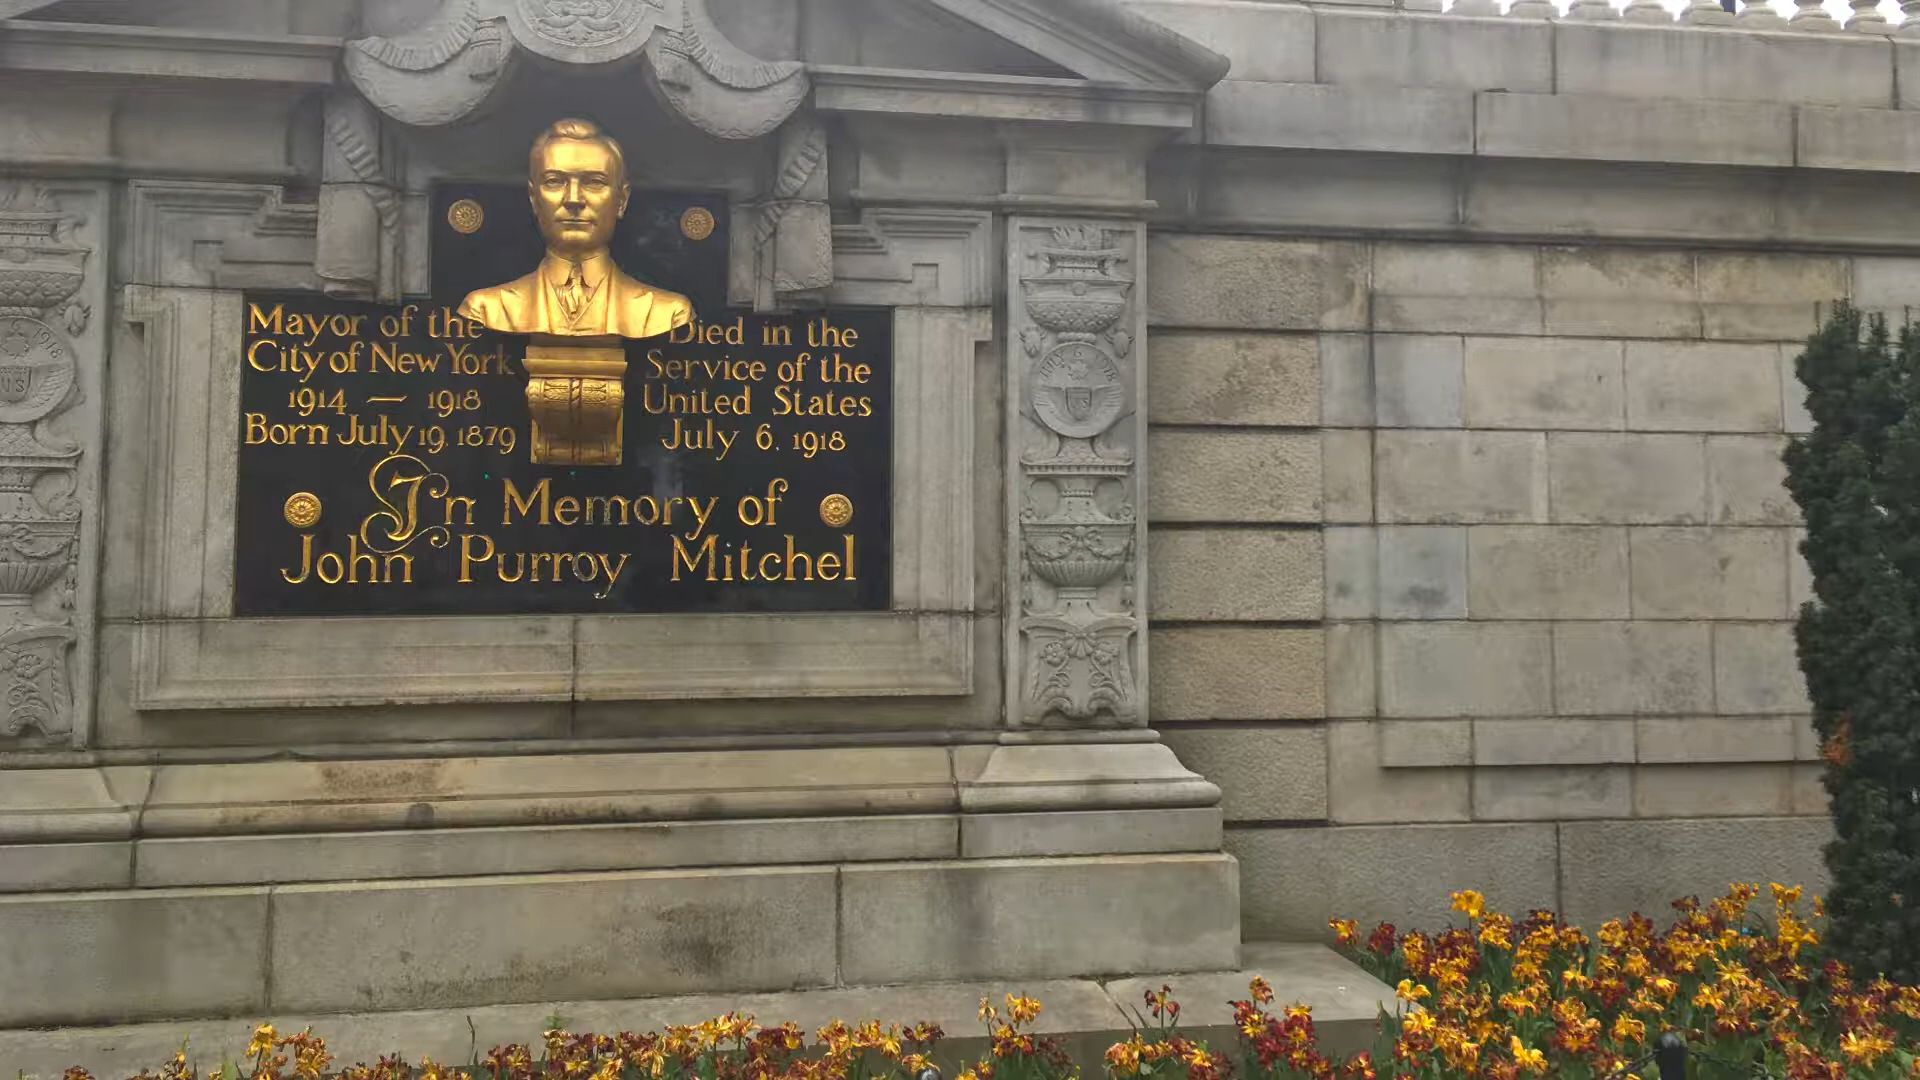 Mayor of the
City of New York
1914 — 1918
Born July 19, 1879
Died in the
Service of the
United States
July 6, 1918
In Memory of
John Purroy Mitchel